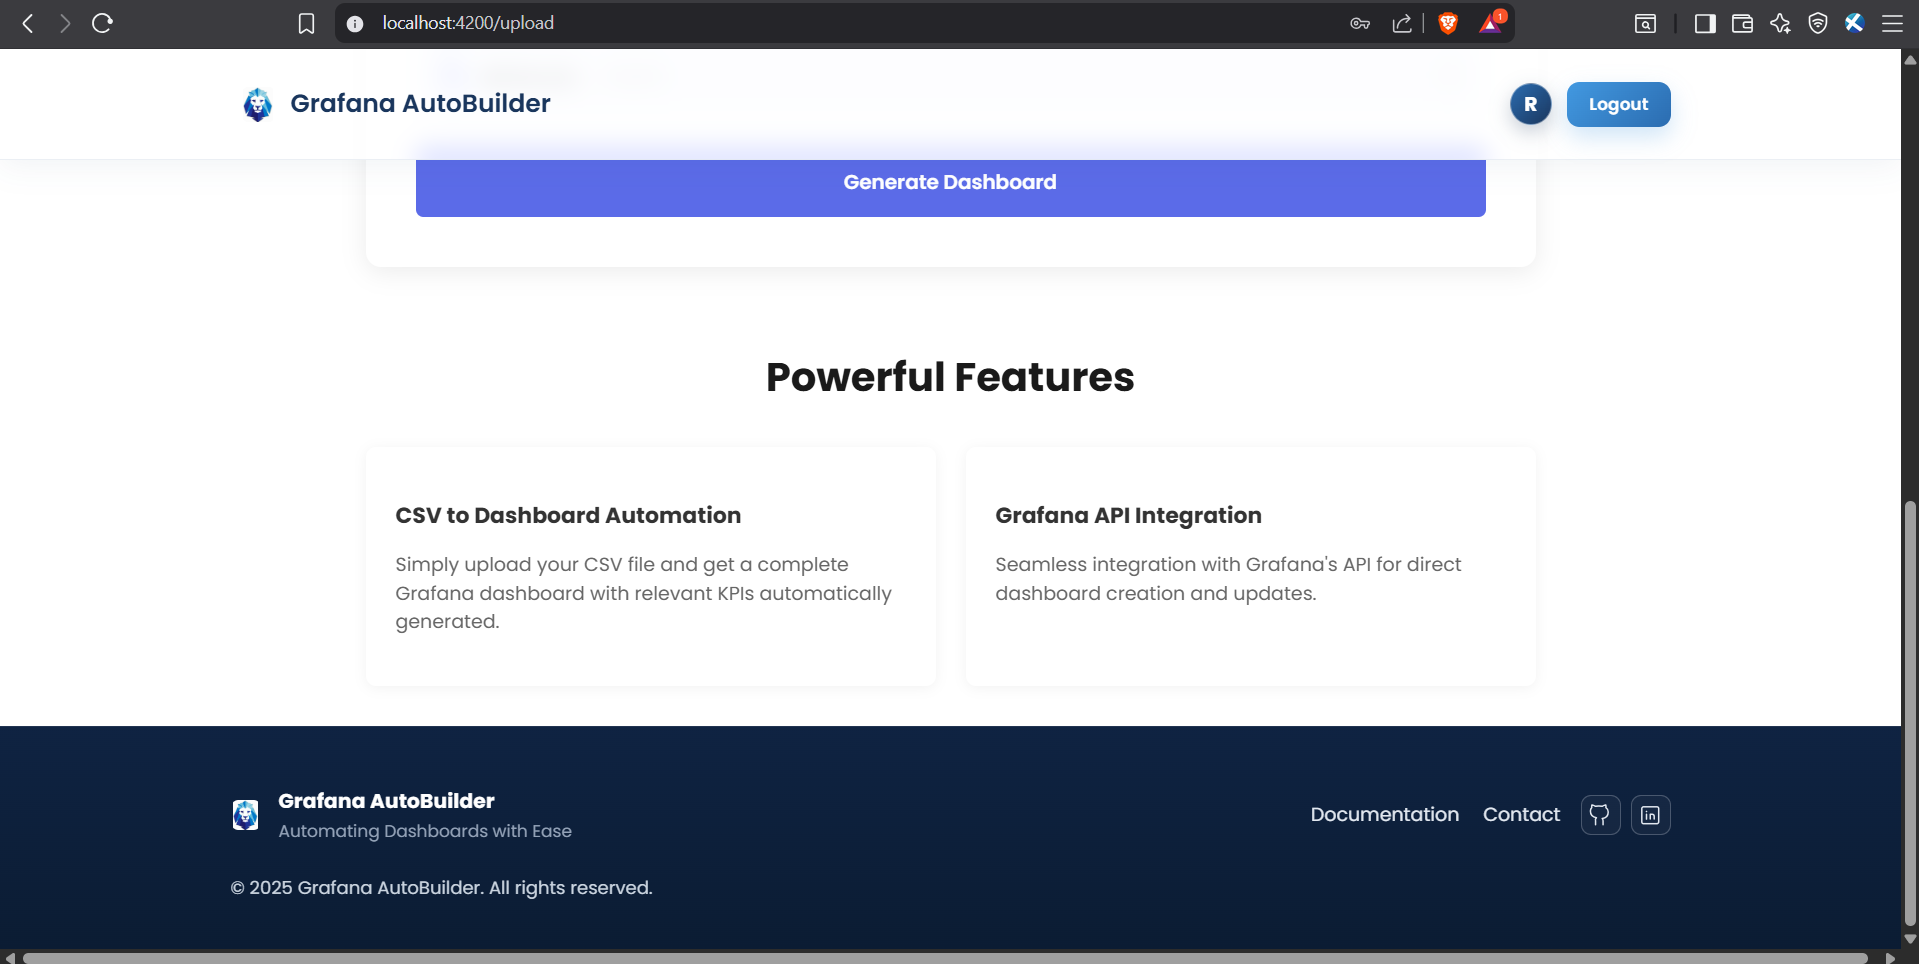 localhost:4200/upload
1
Grafana AutoBuilder
R
Logout
Generate Dashboard
Powerful Features
CSV to Dashboard Automation
Simply upload your CSV file and get a complete
Grafana dashboard with relevant KPIs automatically
generated.
Grafana API Integration
Seamless integration with Grafana's API for direct
dashboard creation and updates.
Grafana AutoBuilder
Automating Dashboards with Ease
Documentation
Contact
in
© 2025 Grafana AutoBuilder. All rights reserved.